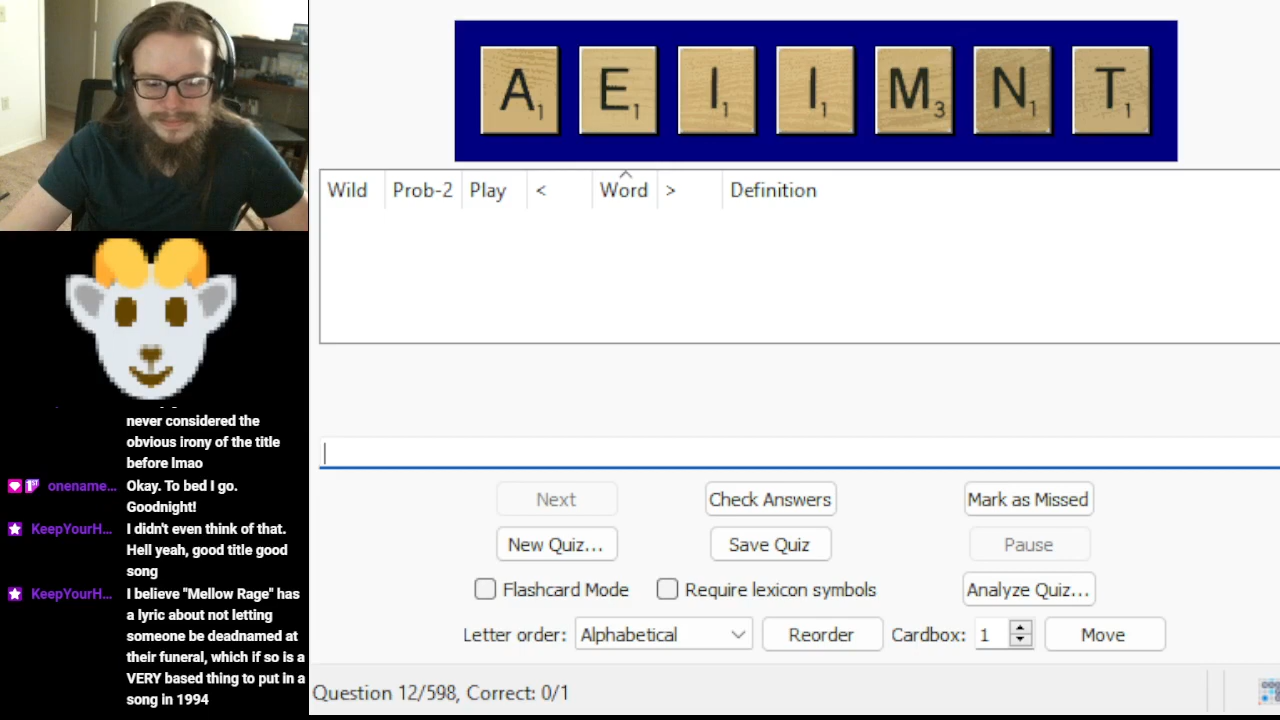 A1 E1 I1 I1 M3 N1 T1
Wild Prob-2 Play < Word > Definition
never considered the
obvious irony of the title
before lmao
1ST onename... Okay. To bed I go.
Goodnight!
KeepYourH... I didn't even think of that.
Hell yeah, good title good
song
KeepYourH... I believe "Mellow Rage" has
a lyric about not letting
someone be deadnamed at
their funeral, which if so is a
VERY based thing to put in a
song in 1994
Next Check Answers Mark as Missed
New Quiz... Save Quiz Pause
Flashcard Mode Require lexicon symbols Analyze Quiz...
Letter order: Alphabetical Reorder Cardbox: 1 Move
Question 12/598, Correct: 0/1